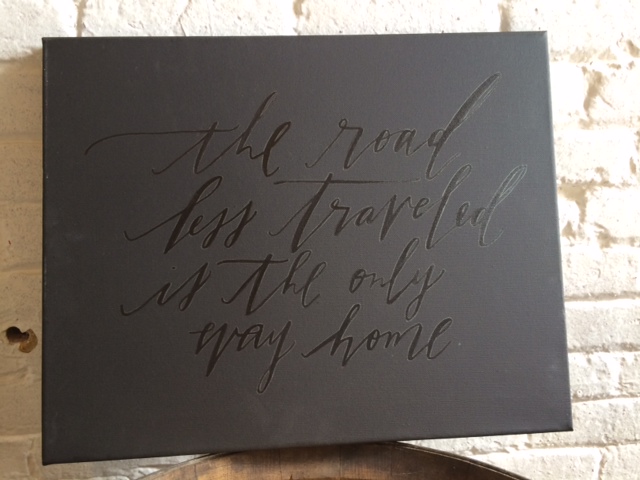 the road
less traveled
is the only
way home.